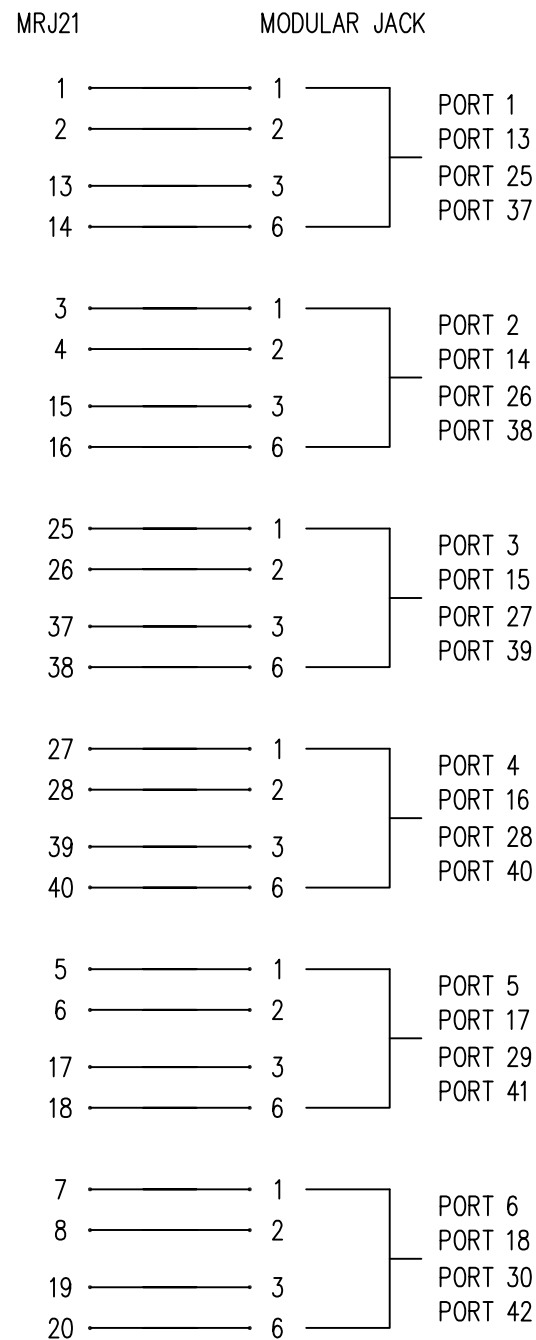 MRJ21 MODULAR JACK
1 1
PORT 1
2 2
PORT 13
13 3
PORT 25
PORT 37
14 6
3 1
PORT 2
4 2
PORT 14
15 3
PORT 26
PORT 38
16 6
25 1
PORT 3
26 2
PORT 15
37 3
PORT 27
PORT 39
38 6
27 1
PORT 4
28 2
PORT 16
39 3
PORT 28
PORT 40
40 6
5 1
PORT 5
6 2
PORT 17
17 3
PORT 29
PORT 41
18 6
7 1
PORT 6
8 2
PORT 18
19 3
PORT 30
PORT 42
20 6